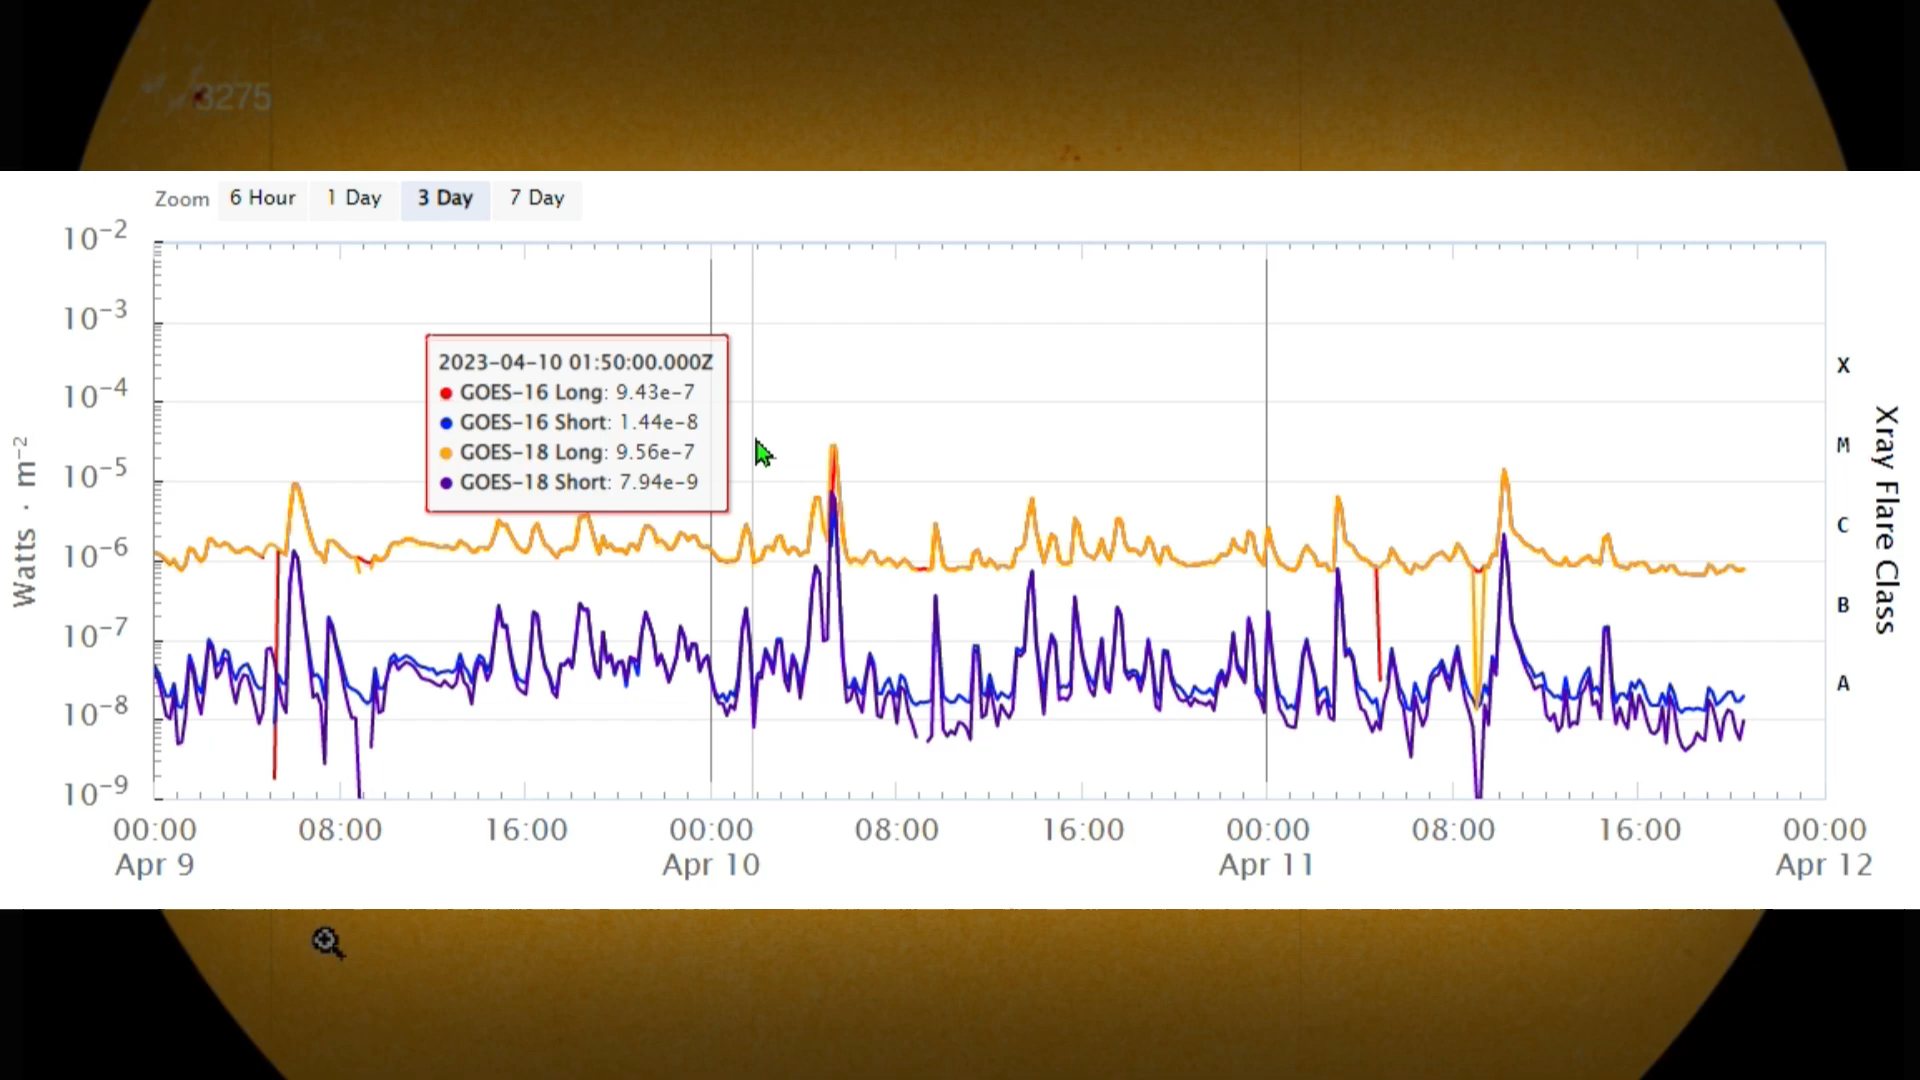 3275
Zoom 6 Hour 1 Day 3 Day 7 Day
10−2
10−3
10−4
10−5
10−6
10−7
10−8
10−9
Watts · m−2
2023-04-10 01:50:00.000Z
GOES-16 Long: 9.43e-7
GOES-16 Short: 1.44e-8
GOES-18 Long: 9.56e-7
GOES-18 Short: 7.94e-9
X
M
C
B
A
Xray Flare Class
00:00 08:00 16:00 00:00 08:00 16:00 00:00 08:00 16:00 00:00
Apr 9 Apr 10 Apr 11 Apr 12